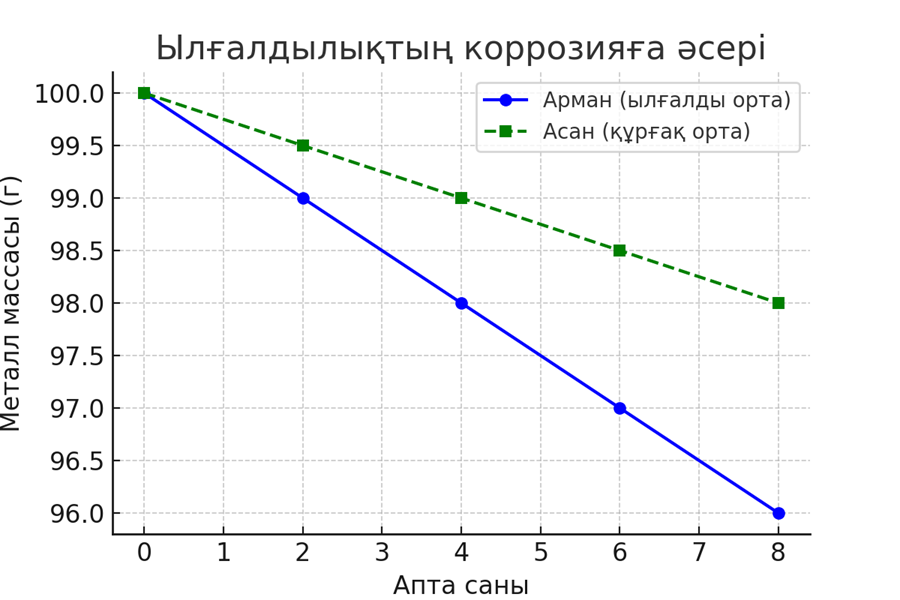 Ылғалдылықтың коррозияға әсері
Арман (ылғалды орта)
Асан (құрғақ орта)
Металл массасы (г)
100.0
99.5
99.0
98.5
98.0
97.5
97.0
96.5
96.0
0 1 2 3 4 5 6 7 8
Апта саны